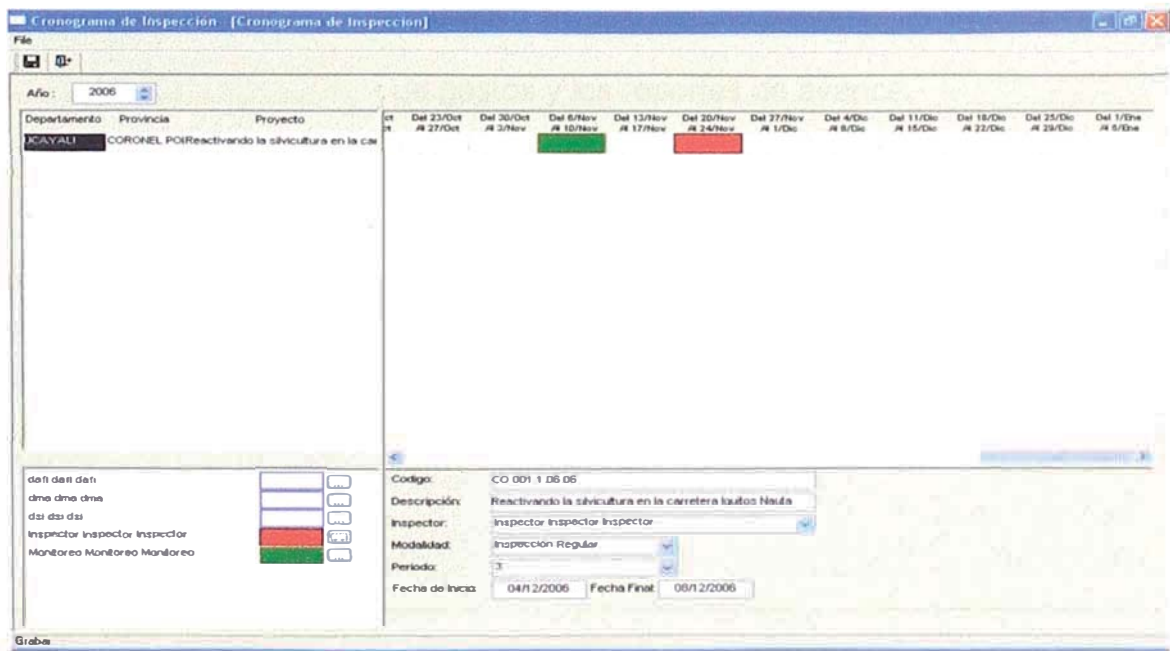 Cronograma de Inspección - [Cronograma de Inspección]
File
Año : 2006
Departamento Provincia Proyecto
UCAYALI CORONEL POI Reactivando la silvicultura en la car
ct Del 23/Oct Del 30/Oct Del 6/Nov Del 13/Nov Del 20/Nov Del 27/Nov Del 4/Dic Del 11/Dic Del 18/Dic Del 25/Dic Del 1/Ene
ct Al 27/Oct Al 3/Nov Al 10/Nov Al 17/Nov Al 24/Nov Al 1/Dic Al 8/Dic Al 15/Dic Al 22/Dic Al 29/Dic Al 5/Ene
dafi dafi dafi ...
dma dma dma ...
dsi dsi dsi ...
Inspector Inspector Inspector ...
Monitoreo Monitoreo Monitoreo ...
Codigo: CO 001 1 06 06
Descripción: Reactivando la silvicultura en la carretera Iquitos Nauta
Inspector: Inspector Inspector Inspector
Modalidad: Inspección Regular
Periodo: 3
Fecha de Inicio: 04/12/2006 Fecha Final: 08/12/2006
Grabar